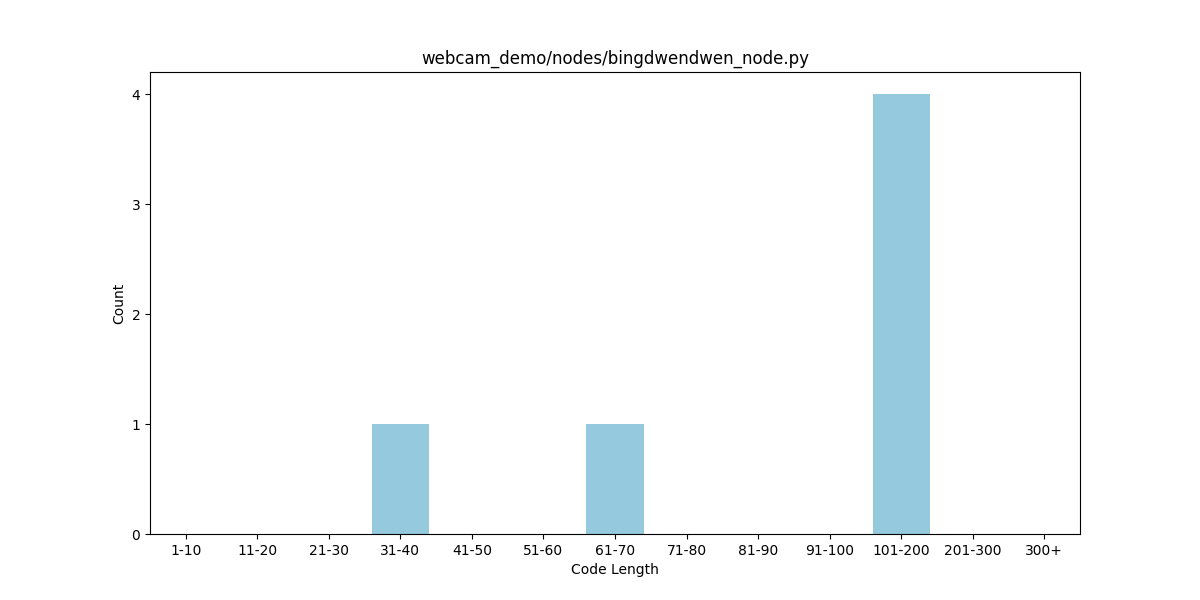 webcam_demo/nodes/bingdwendwen_node.py
Count
4
3
2
1
0
1-10 11-20 21-30 31-40 41-50 51-60 61-70 71-80 81-90 91-100 101-200 201-300 300+
Code Length